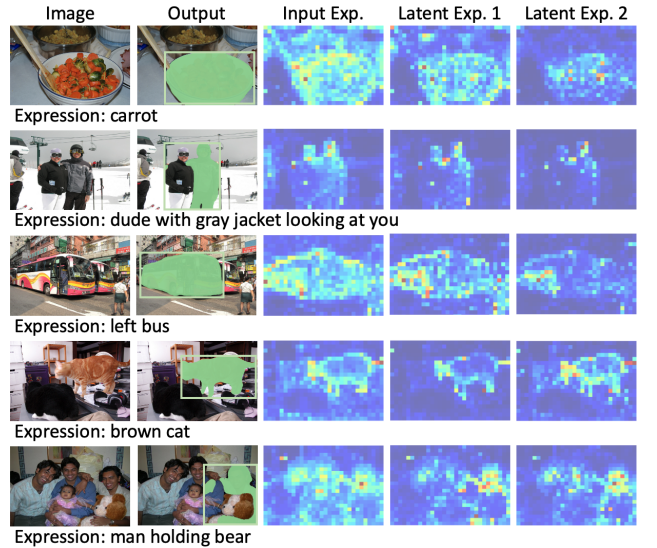 Image Output Input Exp. Latent Exp. 1 Latent Exp. 2
Expression: carrot
Expression: dude with gray jacket looking at you
Expression: left bus
Expression: brown cat
Expression: man holding bear